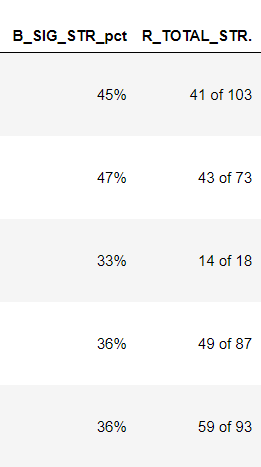 B_SIG_STR_pct R_TOTAL_STR.
45% 41 of 103
47% 43 of 73
33% 14 of 18
36% 49 of 87
36% 59 of 93